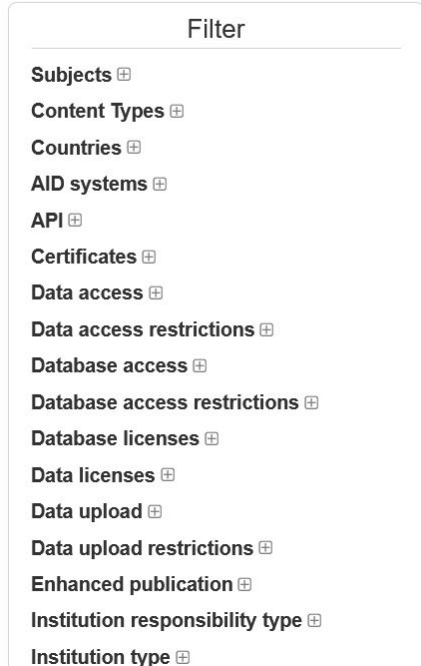 Filter
Subjects
Content Types
Countries
AID systems
API
Certificates
Data access
Data access restrictions
Database access
Database access restrictions
Database licenses
Data licenses
Data upload
Data upload restrictions
Enhanced publication
Institution responsibility type
Institution type